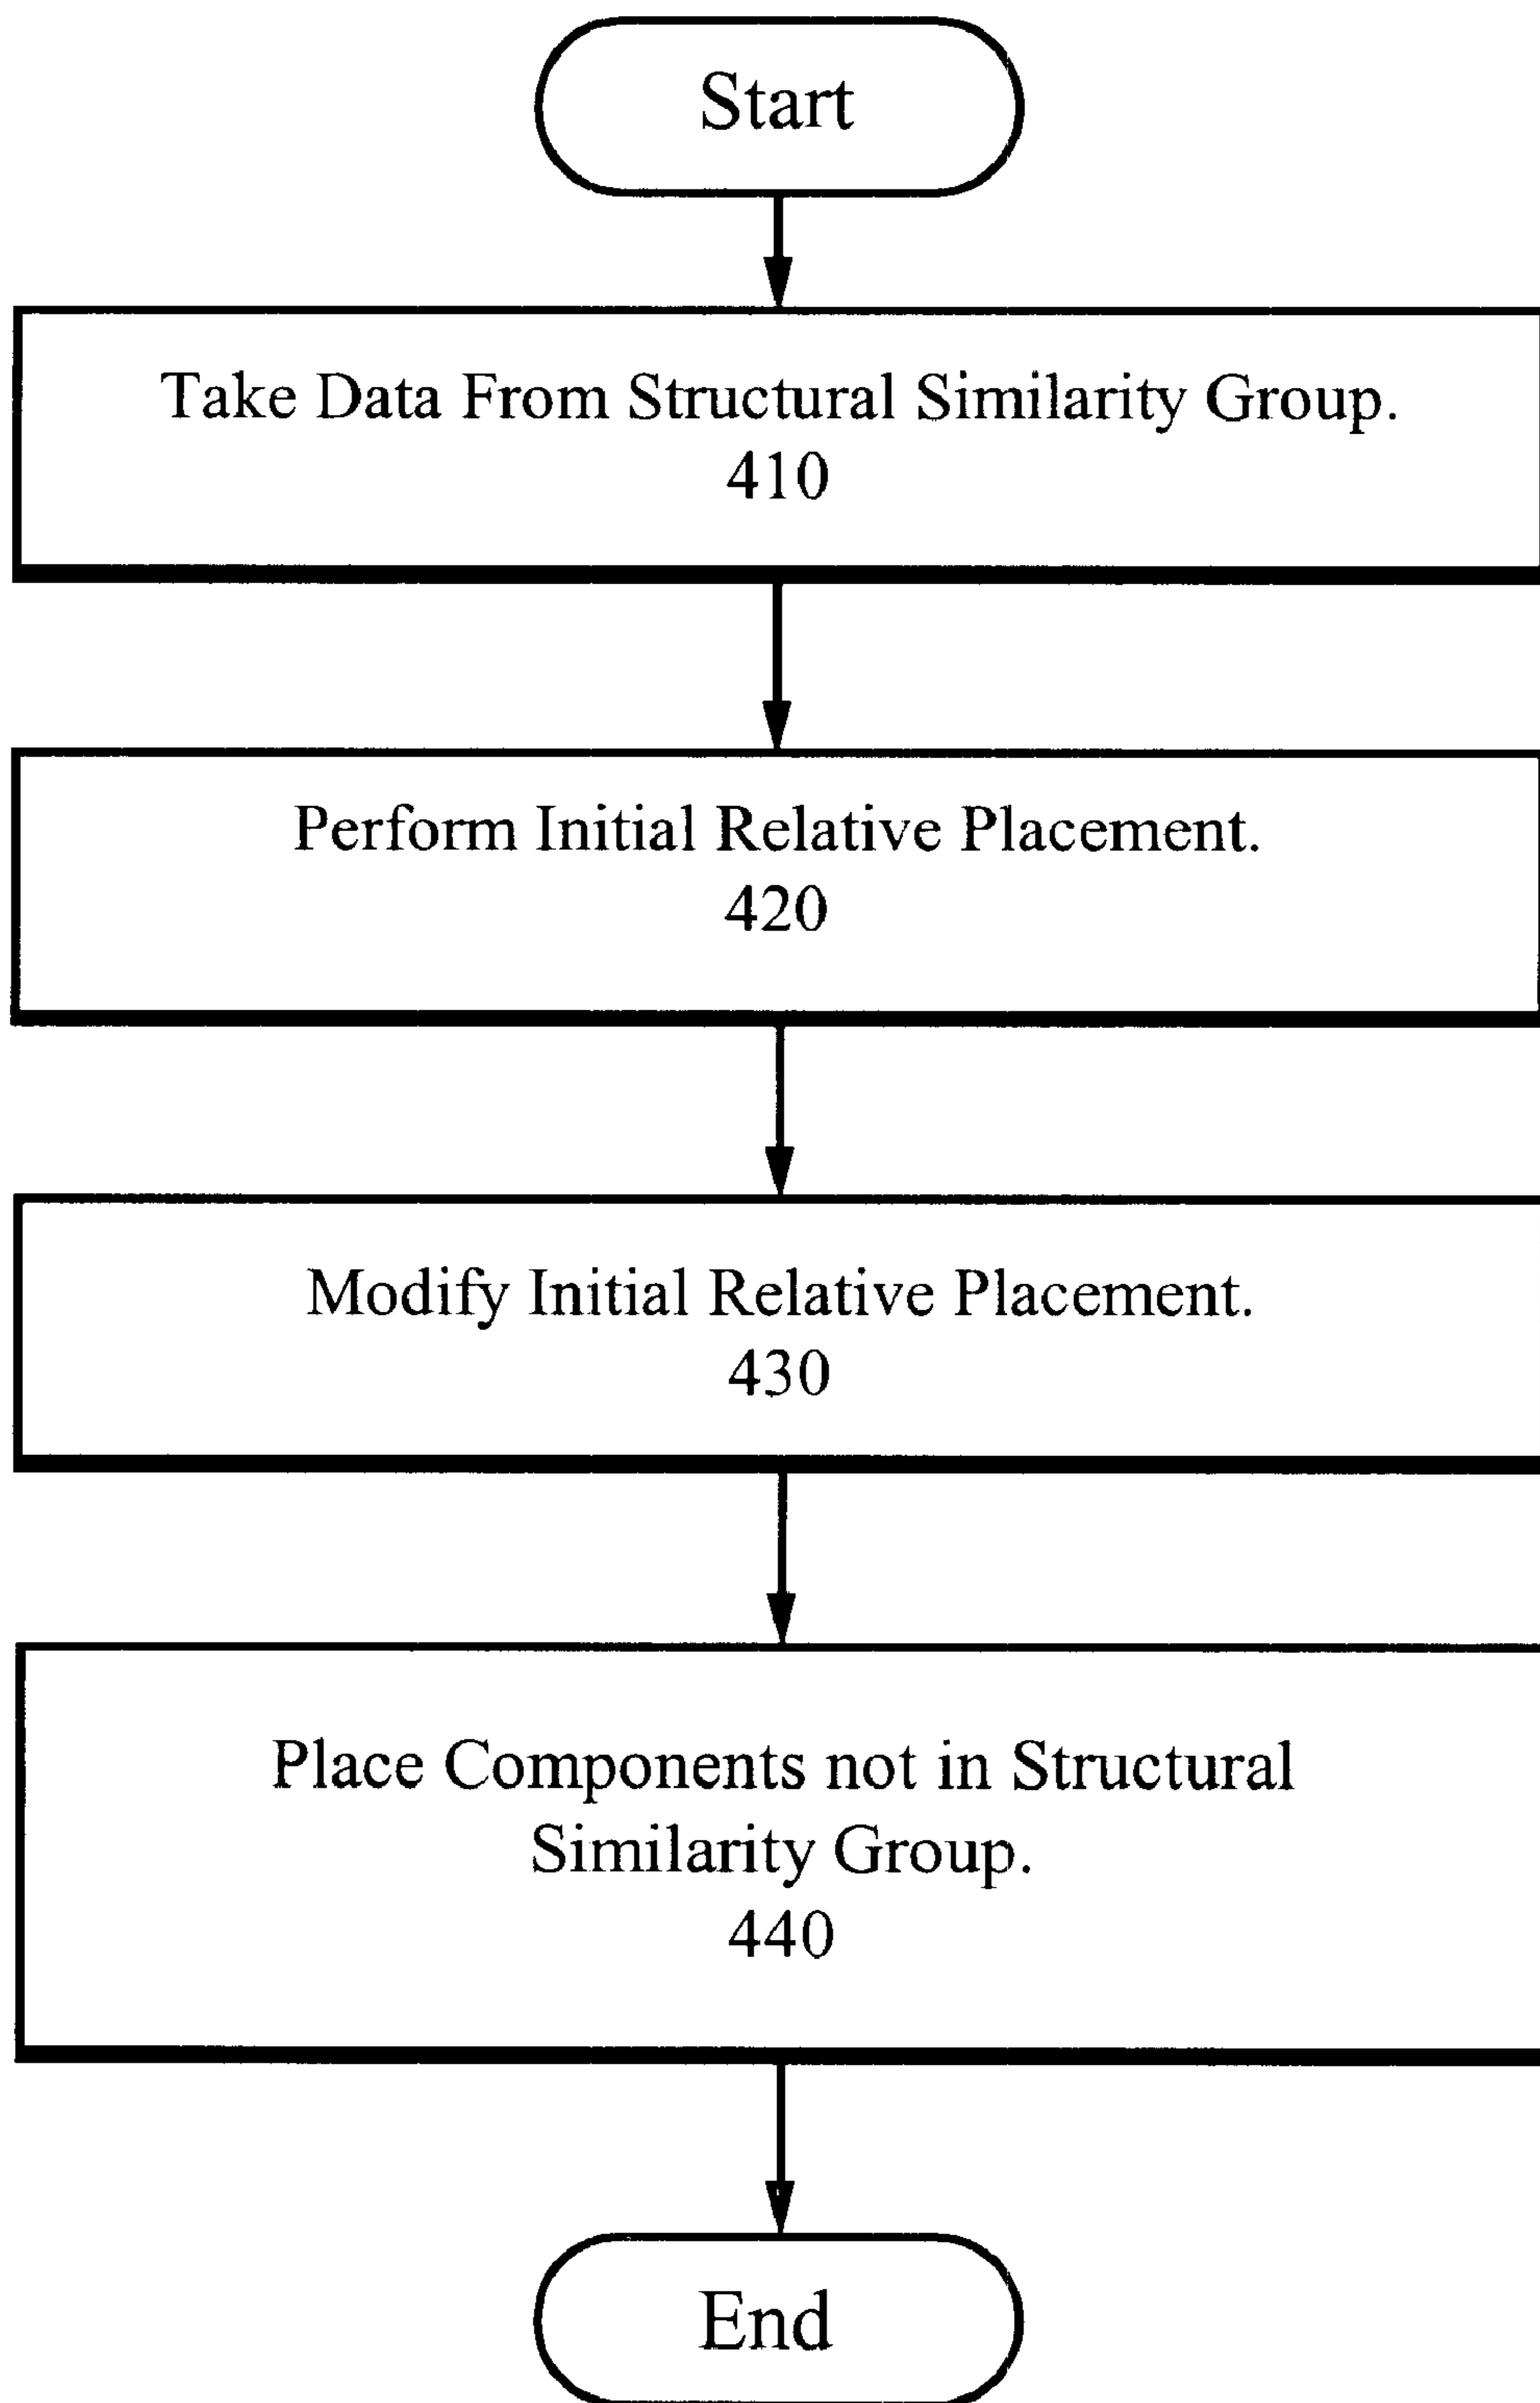 Start
Take Data From Structural Similarity Group.
410
Perform Initial Relative Placement.
420
Modify Initial Relative Placement.
430
Place Components not in Structural
Similarity Group.
440
End